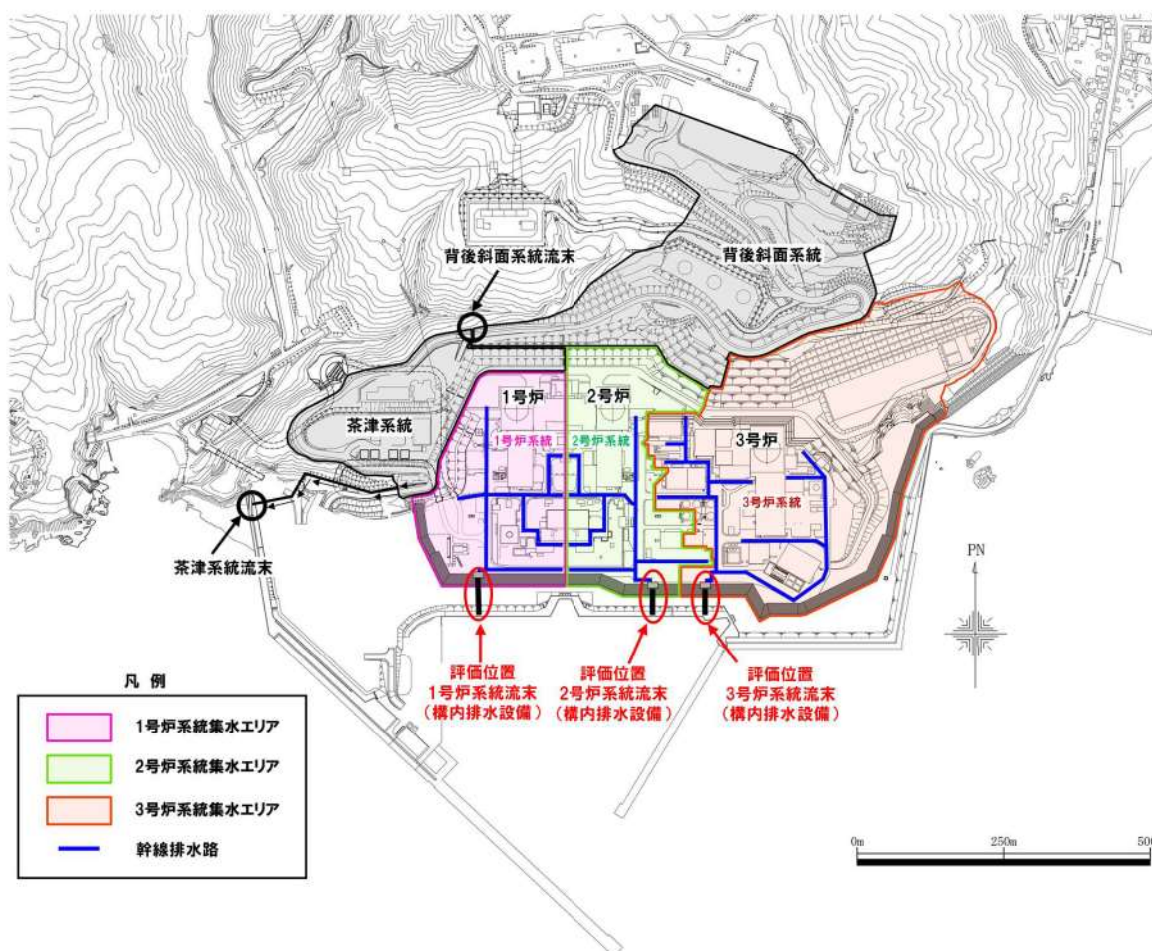 背後斜面系統流末
背後斜面系統
1号炉
2号炉
1号炉系統
2号炉系統
3号炉
3号炉系統
茶津系統
茶津系統流末
PN
評価位置
1号炉系統流末
（構内排水設備）
評価位置
2号炉系統流末
（構内排水設備）
評価位置
3号炉系統流末
（構内排水設備）
凡 例
1号炉系統集水エリア
2号炉系統集水エリア
3号炉系統集水エリア
幹線排水路
0m
250m
500